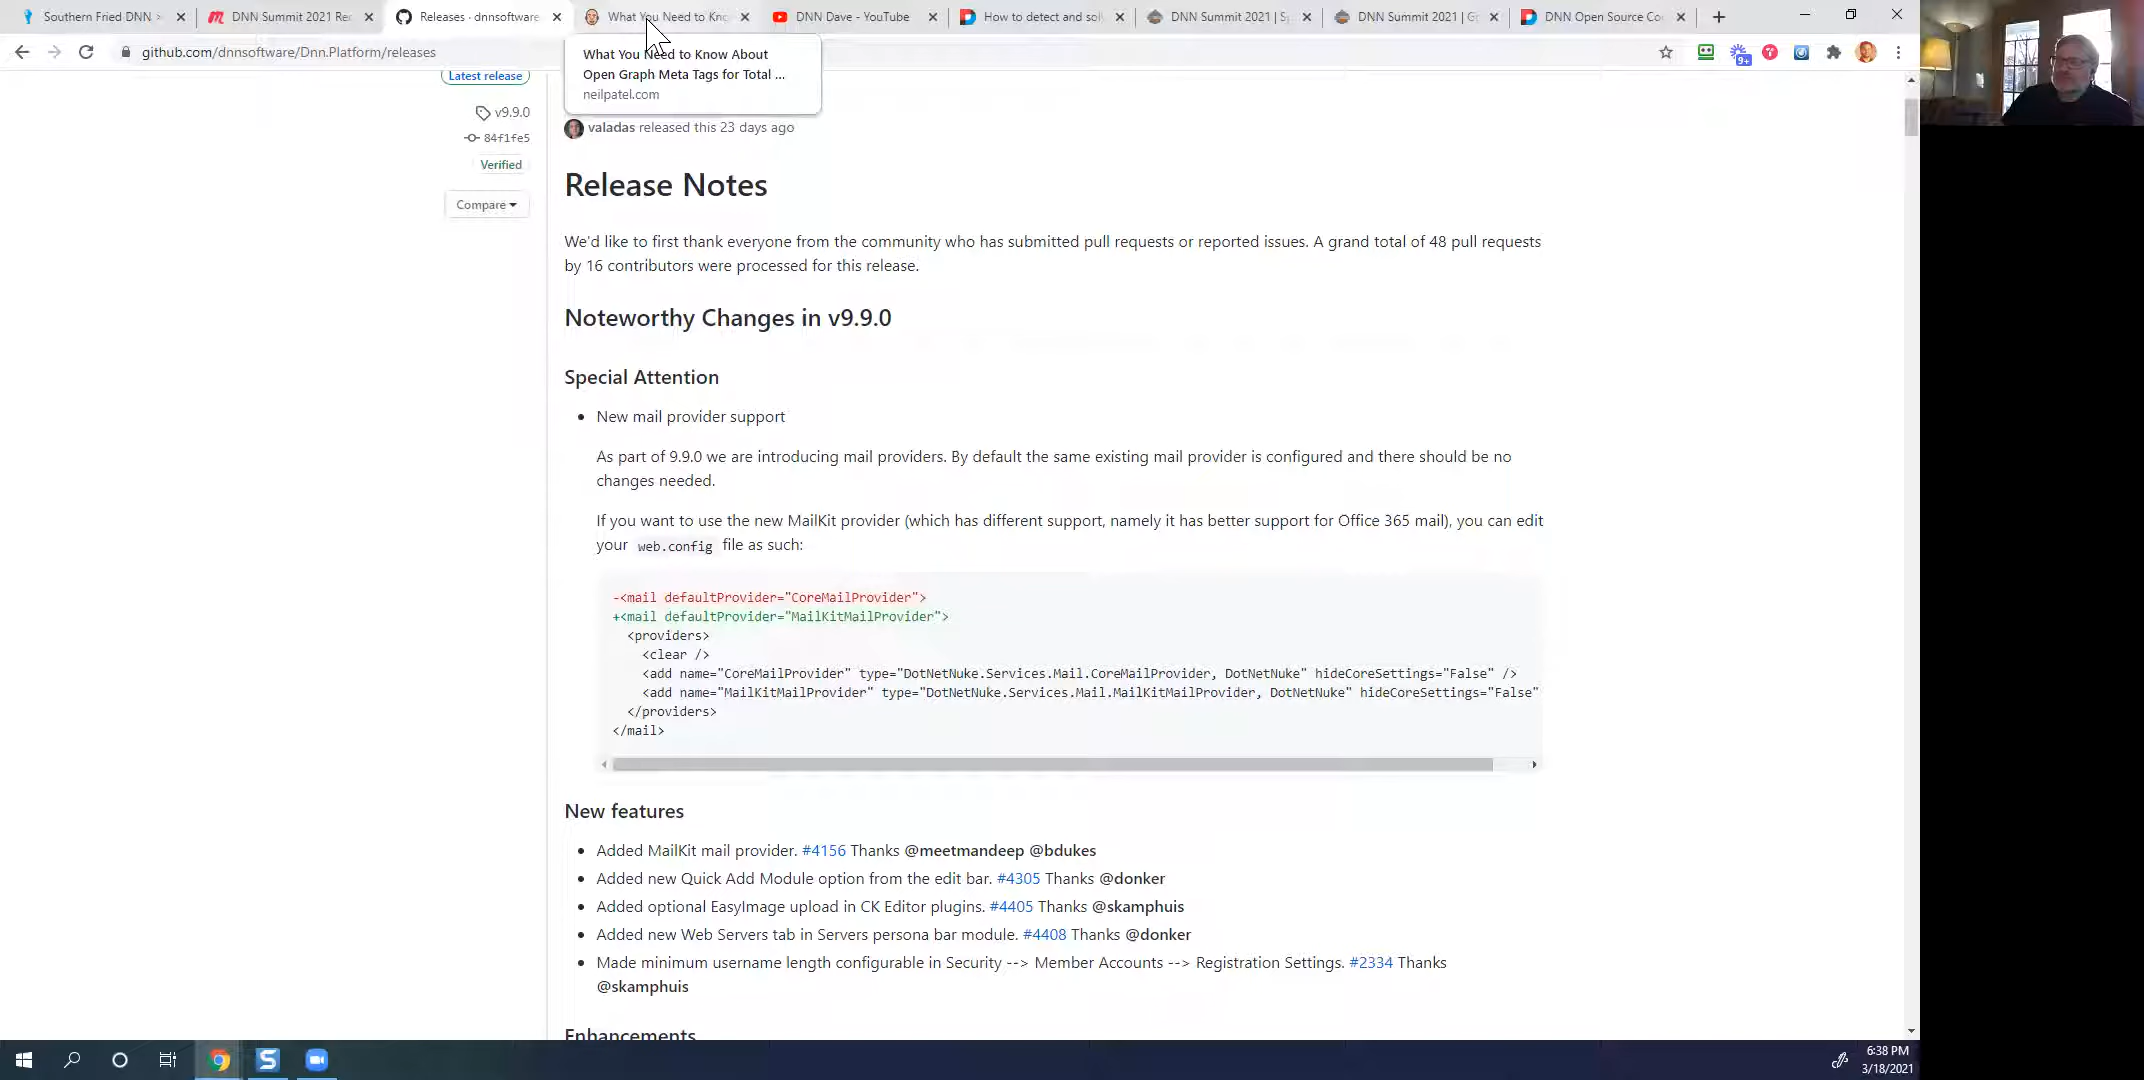 Southern Fried DNN >
DNN Summit 2021 Re
Releases · dnnsoftware
What You Need to Kno
DNN Dave - YouTube
How to detect and sol
DNN Summit 2021 | S
DNN Summit 2021 | G
DNN Open Source Co
github.com/dnnsoftware/Dnn.Platform/releases
9+
What You Need to Know About
Open Graph Meta Tags for Total ...
neilpatel.com
Latest release
v9.9.0
84f1fe5
Verified
Compare
valadas released this 23 days ago
Release Notes
We'd like to first thank everyone from the community who has submitted pull requests or reported issues. A grand total of 48 pull requests
by 16 contributors were processed for this release.
Noteworthy Changes in v9.9.0
Special Attention
• New mail provider support
As part of 9.9.0 we are introducing mail providers. By default the same existing mail provider is configured and there should be no
changes needed.
If you want to use the new MailKit provider (which has different support, namely it has better support for Office 365 mail), you can edit
your web.config file as such:
-<mail defaultProvider="CoreMailProvider">
+<mail defaultProvider="MailKitMailProvider">
<providers>
<clear />
<add name="CoreMailProvider" type="DotNetNuke.Services.Mail.CoreMailProvider, DotNetNuke" hideCoreSettings="False" />
<add name="MailKitMailProvider" type="DotNetNuke.Services.Mail.MailKitMailProvider, DotNetNuke" hideCoreSettings="False"
</providers>
</mail>
New features
• Added MailKit mail provider. #4156 Thanks @meetmandeep @bdukes
• Added new Quick Add Module option from the edit bar. #4305 Thanks @donker
• Added optional EasyImage upload in CK Editor plugins. #4405 Thanks @skamphuis
• Added new Web Servers tab in Servers persona bar module. #4408 Thanks @donker
• Made minimum username length configurable in Security --> Member Accounts --> Registration Settings. #2334 Thanks
@skamphuis
Enhancements
6:38 PM
3/18/2021